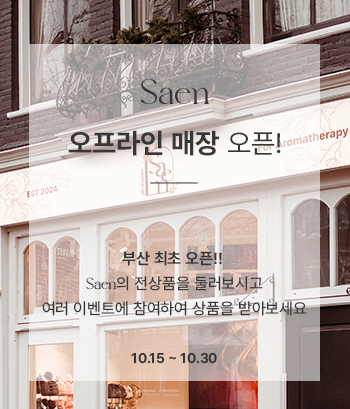 Saen
오프라인 매장 오픈!
For Aromatherapy
EST 2024
부산 최초 오픈!!
Saen의 전상품을 둘러보시고
여러 이벤트에 참여하여 상품을 받아보세요
10.15 ~ 10.30